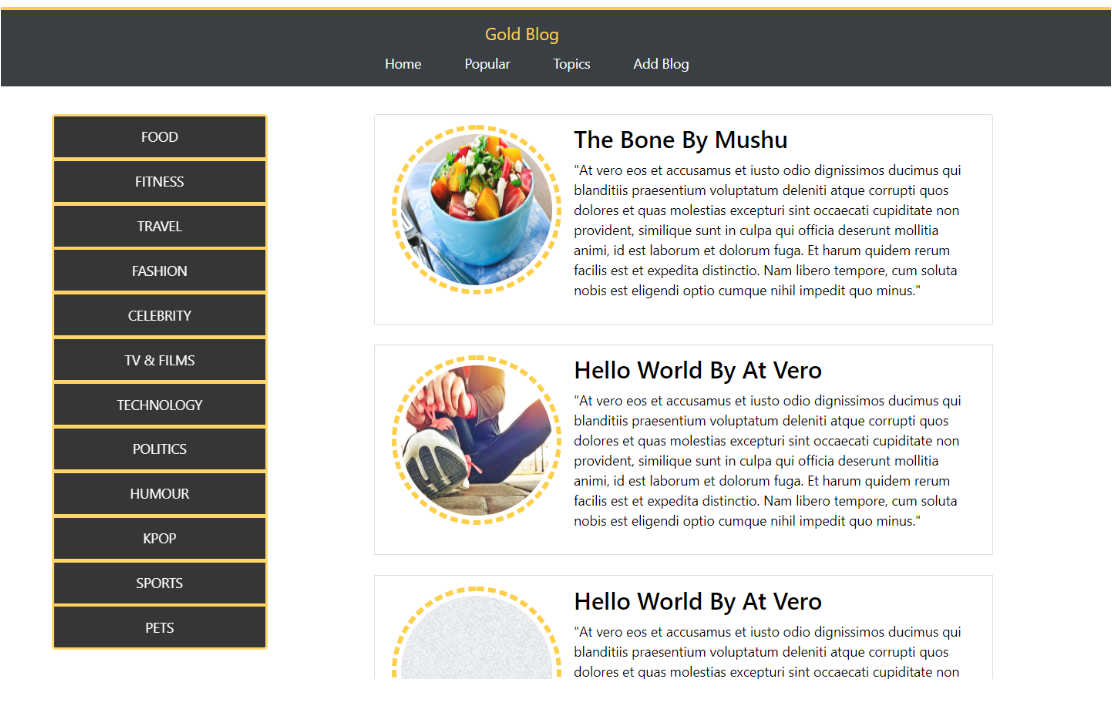 Gold Blog
Home Popular Topics Add Blog
FOOD
FITNESS
TRAVEL
FASHION
CELEBRITY
TV & FILMS
TECHNOLOGY
POLITICS
HUMOUR
KPOP
SPORTS
PETS
The Bone By Mushu
"At vero eos et accusamus et iusto odio dignissimos ducimus qui
blanditiis praesentium voluptatum deleniti atque corrupti quos
dolores et quas molestias excepturi sint occaecati cupiditate non
provident, similique sunt in culpa qui officia deserunt mollitia
animi, id est laborum et dolorum fuga. Et harum quidem rerum
facilis est et expedita distinctio. Nam libero tempore, cum soluta
nobis est eligendi optio cumque nihil impedit quo minus."
Hello World By At Vero
"At vero eos et accusamus et iusto odio dignissimos ducimus qui
blanditiis praesentium voluptatum deleniti atque corrupti quos
dolores et quas molestias excepturi sint occaecati cupiditate non
provident, similique sunt in culpa qui officia deserunt mollitia
animi, id est laborum et dolorum fuga. Et harum quidem rerum
facilis est et expedita distinctio. Nam libero tempore, cum soluta
nobis est eligendi optio cumque nihil impedit quo minus."
Hello World By At Vero
"At vero eos et accusamus et iusto odio dignissimos ducimus qui
blanditiis praesentium voluptatum deleniti atque corrupti quos
dolores et quas molestias excepturi sint occaecati cupiditate non